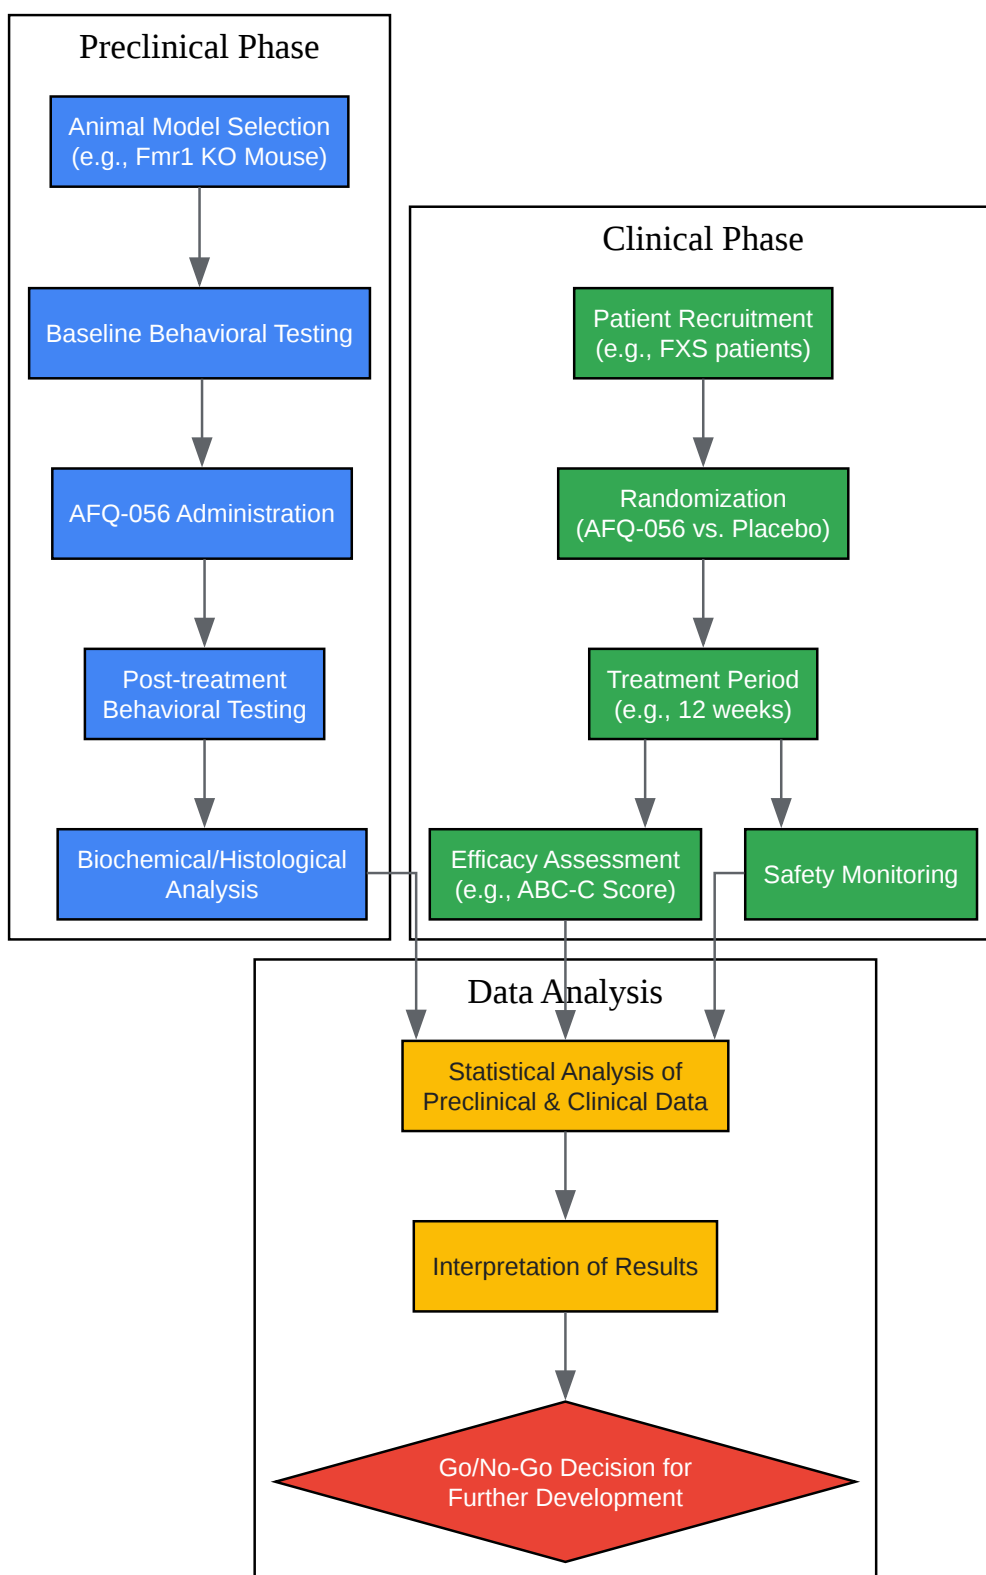 Preclinical Phase
Animal Model Selection
(e.g., Fmr1 KO Mouse)
Baseline Behavioral Testing
AFQ-056 Administration
Post-treatment
Behavioral Testing
Biochemical/Histological
Analysis
Clinical Phase
Patient Recruitment
(e.g., FXS patients)
Randomization
(AFQ-056 vs. Placebo)
Treatment Period
(e.g., 12 weeks)
Efficacy Assessment
(e.g., ABC-C Score)
Safety Monitoring
Data Analysis
Statistical Analysis of
Preclinical & Clinical Data
Interpretation of Results
Go/No-Go Decision for
Further Development